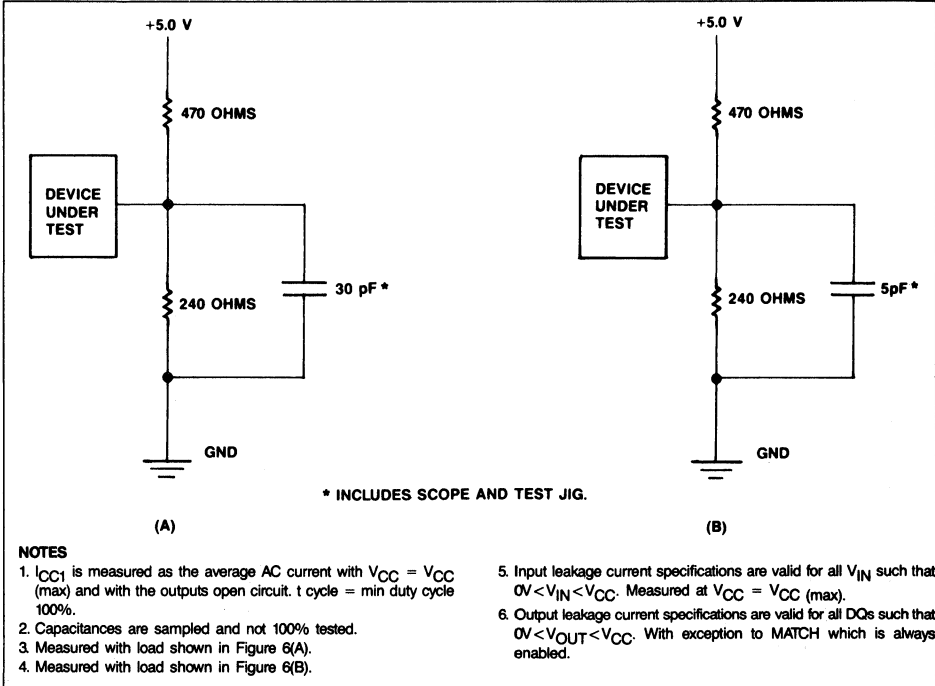 +5.0 V
470 OHMS
DEVICE
UNDER
TEST
30 pF *
240 OHMS
GND
+5.0 V
470 OHMS
DEVICE
UNDER
TEST
5pF *
240 OHMS
GND
* INCLUDES SCOPE AND TEST JIG.
(A)
(B)
NOTES
1. ICC1 is measured as the average AC current with VCC = VCC
(max) and with the outputs open circuit. t cycle = min duty cycle
100%.
2. Capacitances are sampled and not 100% tested.
3. Measured with load shown in Figure 6(A).
4. Measured with load shown in Figure 6(B).
5. Input leakage current specifications are valid for all VIN such that
0V<VIN<VCC. Measured at VCC = VCC (max).
6. Output leakage current specifications are valid for all DQs such that
0V<VOUT<VCC. With exception to MATCH which is always
enabled.